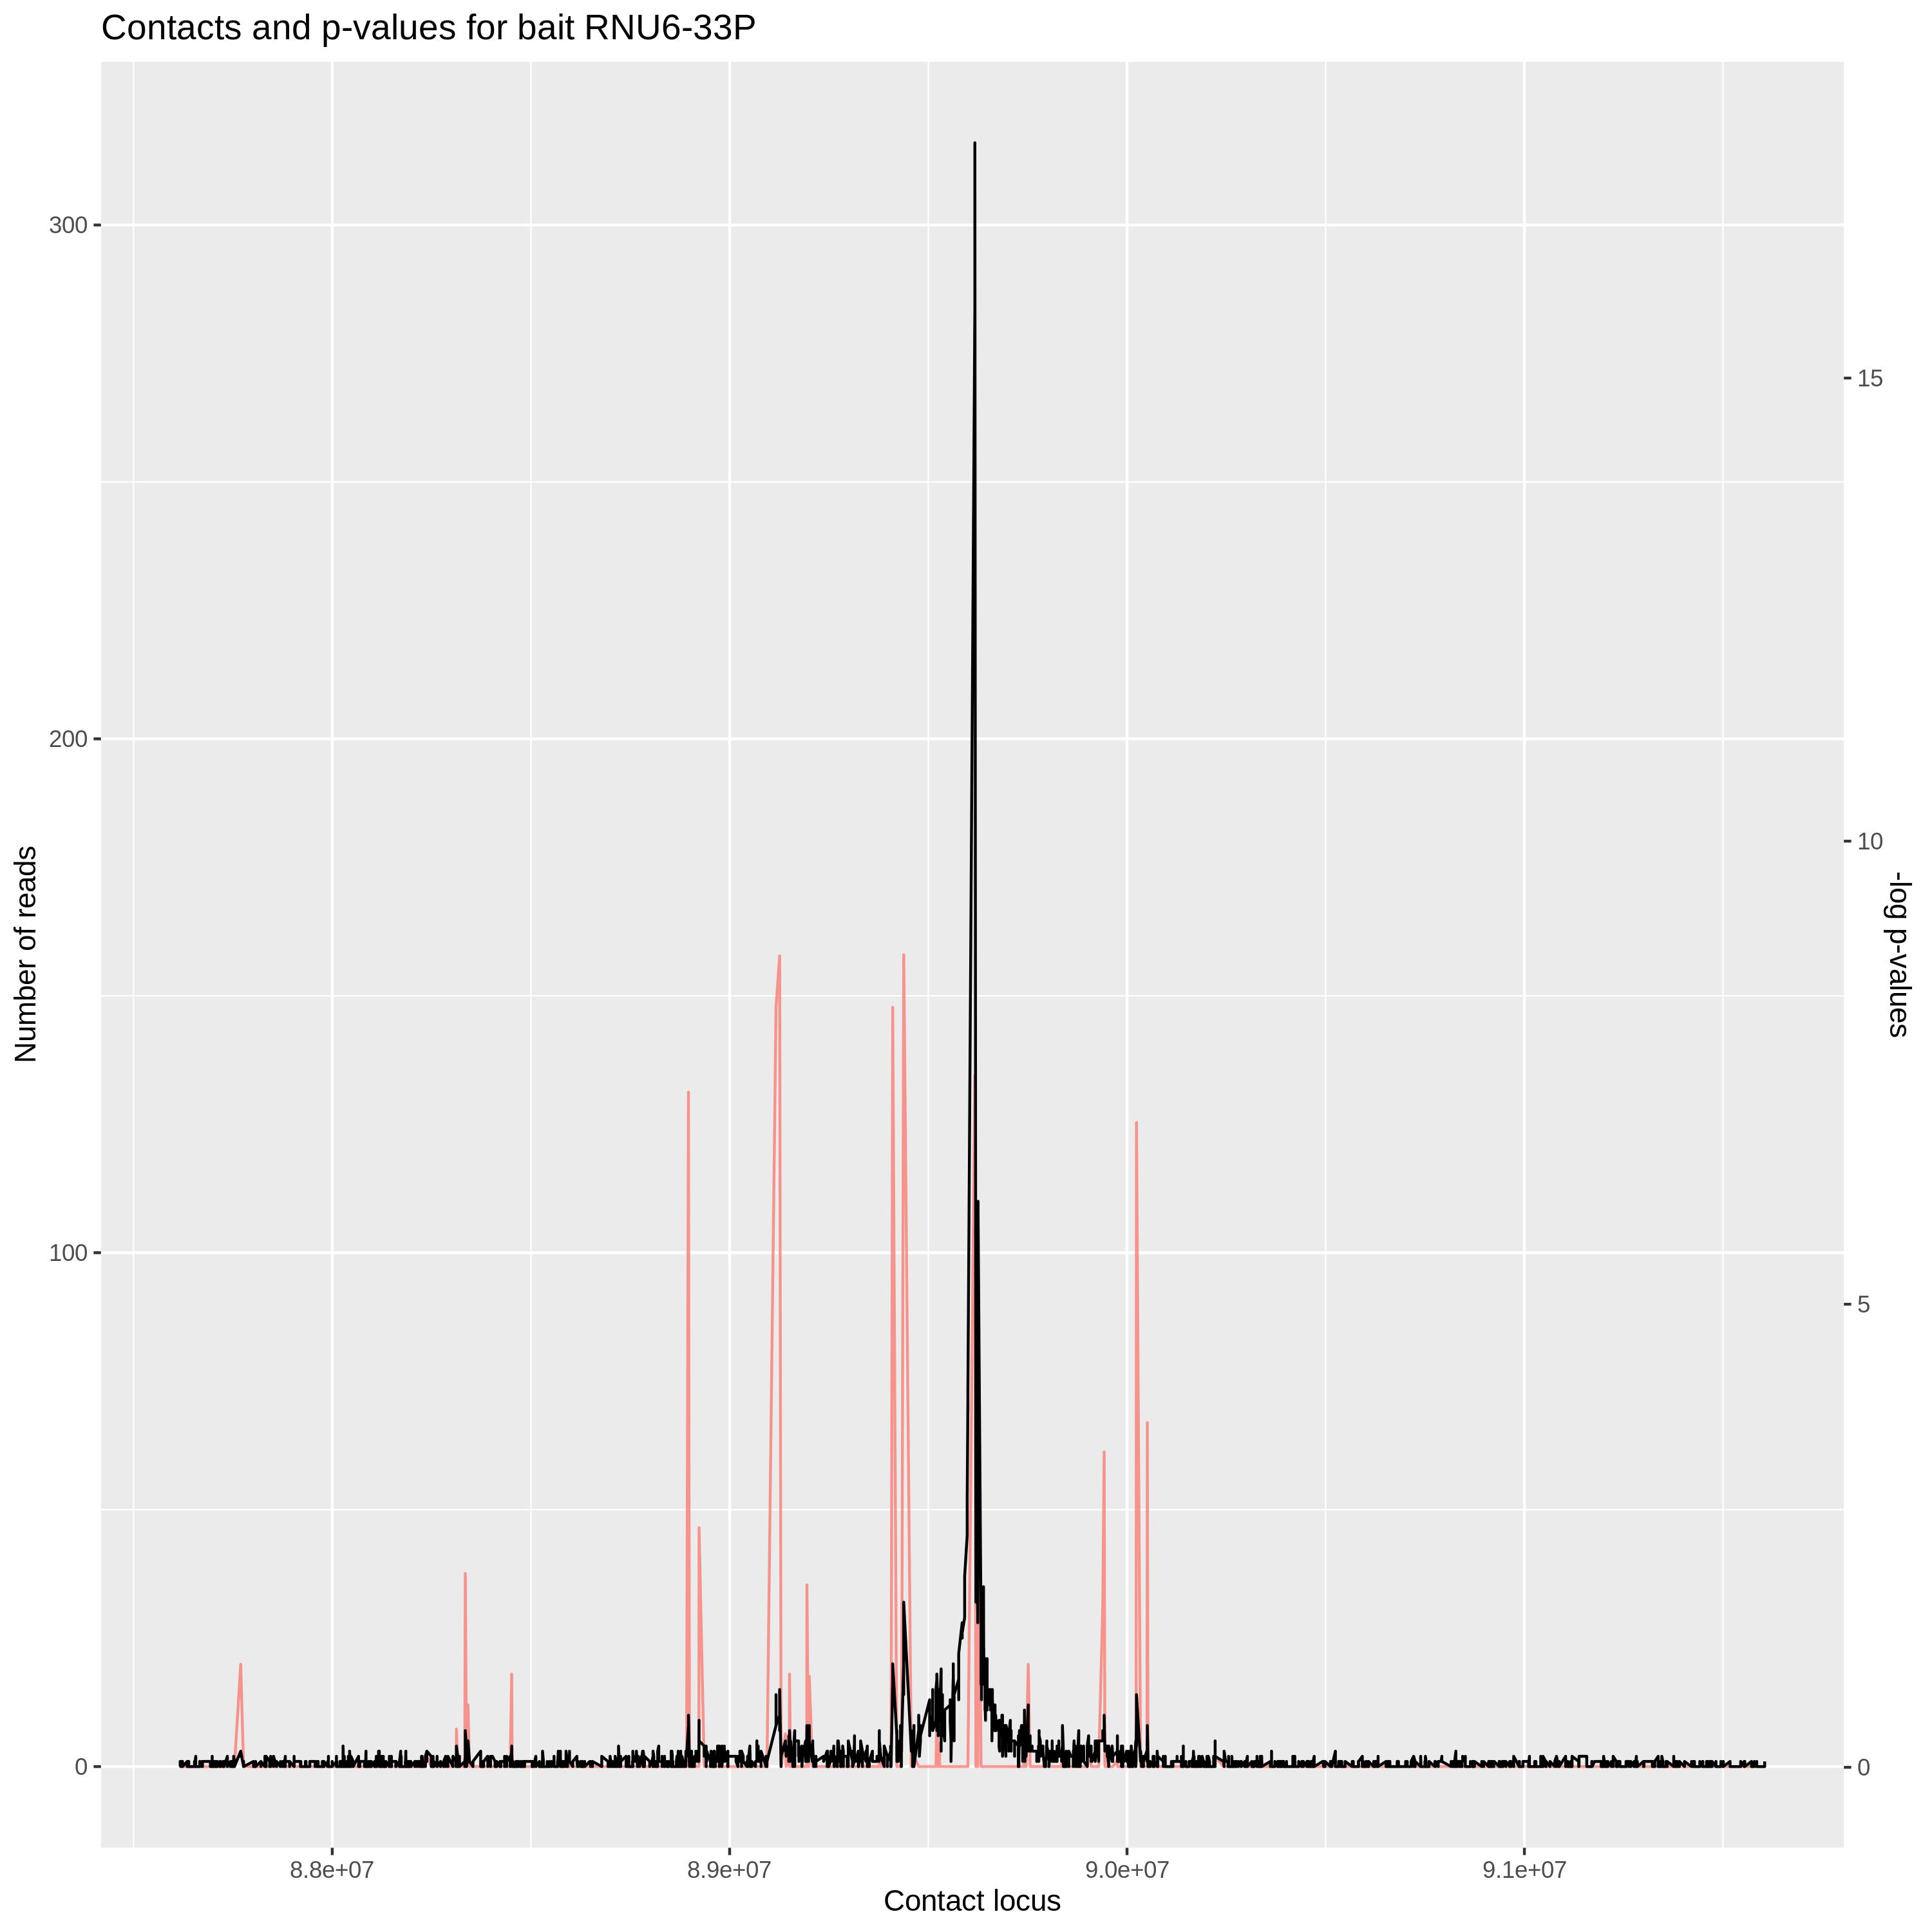 Contacts and p-values for bait RNU6-33P
300
200
100
0
Number of reads
15
10
5
0
-log p-values
8.8e+07
8.9e+07
9.0e+07
9.1e+07
Contact locus